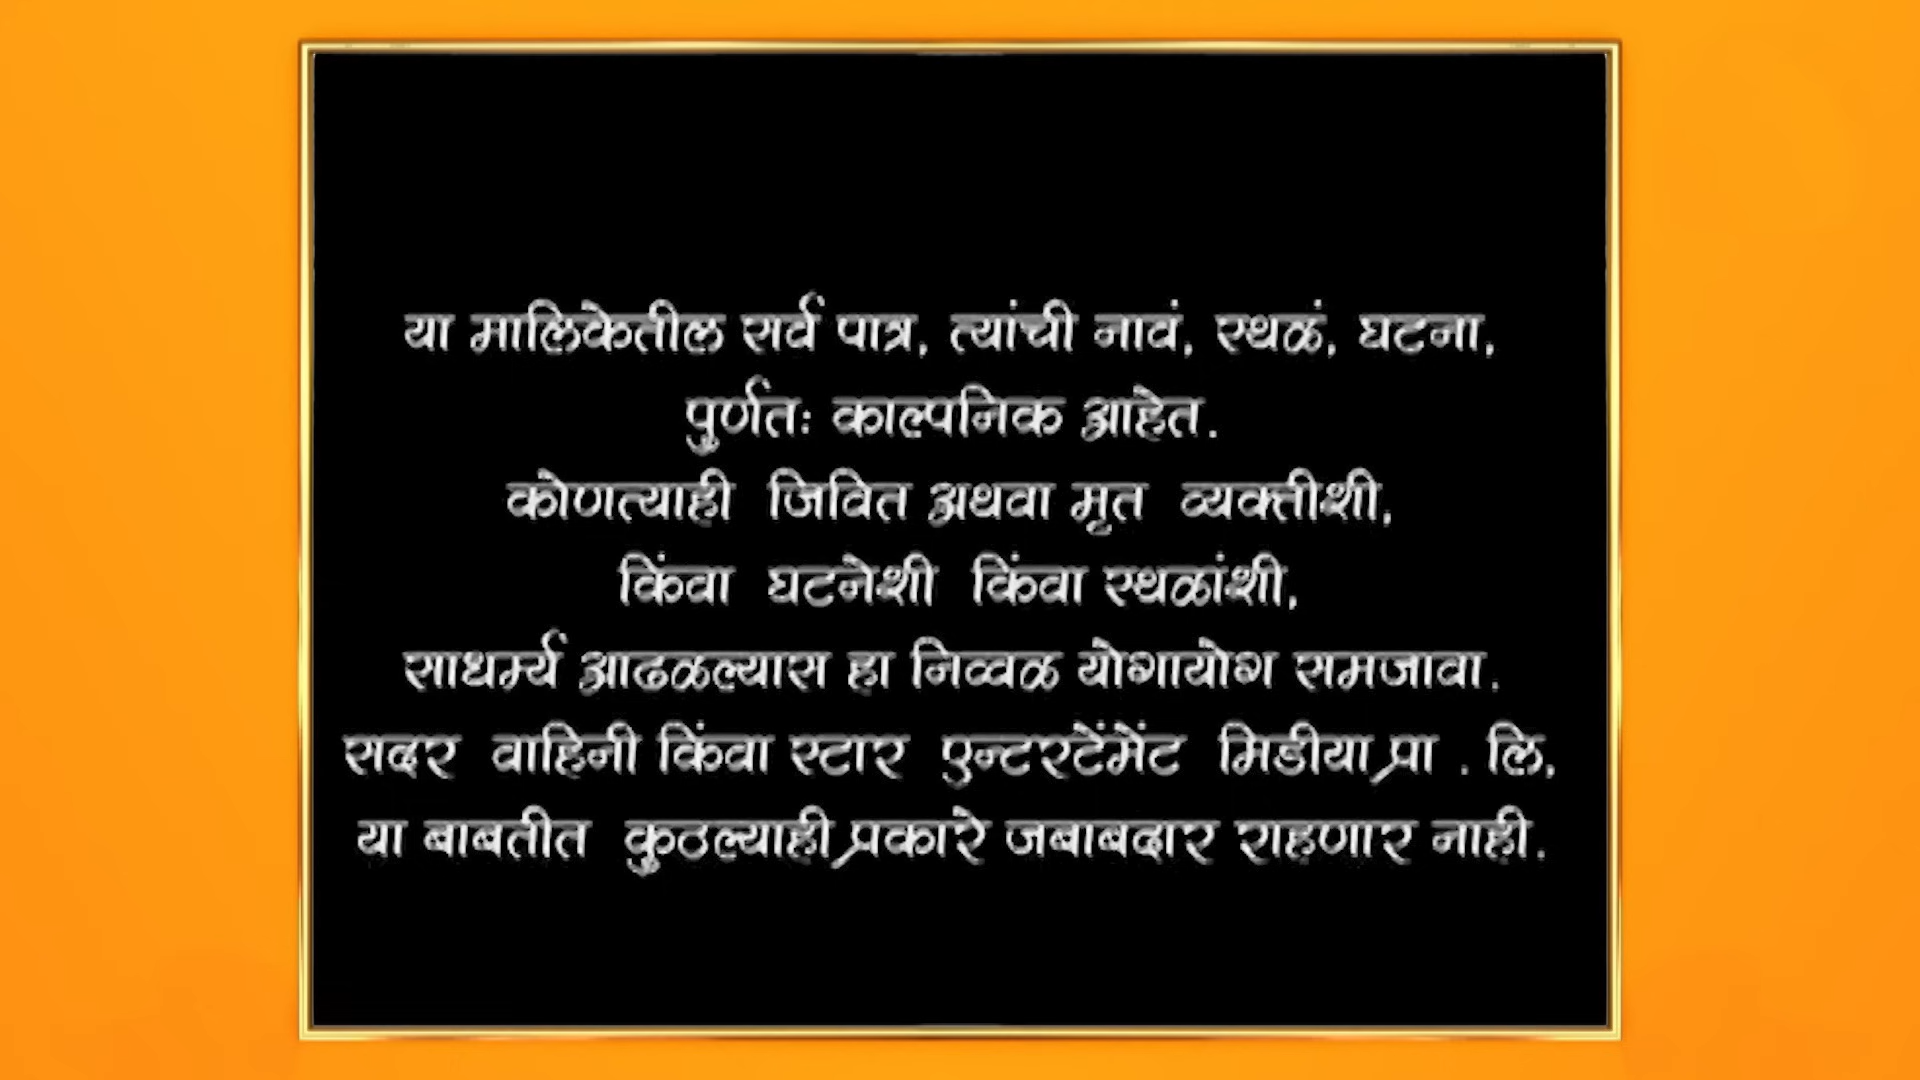 या मालिकेतील सर्व पात्र, त्यांची नावं, स्थळं, घटना,
पुर्णतः काल्पनिक आहेत.
कोणत्याही जिवित अथवा मृत व्यक्तीशी,
किंवा घटनेशी किंवा स्थळांशी,
साधर्म्य आढळल्यास हा निव्वळ योगायोग समजावा.
सदर वाहिनी किंवा स्टार एन्टरटेंमेंट मिडीया प्रा . लि.
या बाबतीत कुठल्याही प्रकारे जबाबदार राहणार नाही.